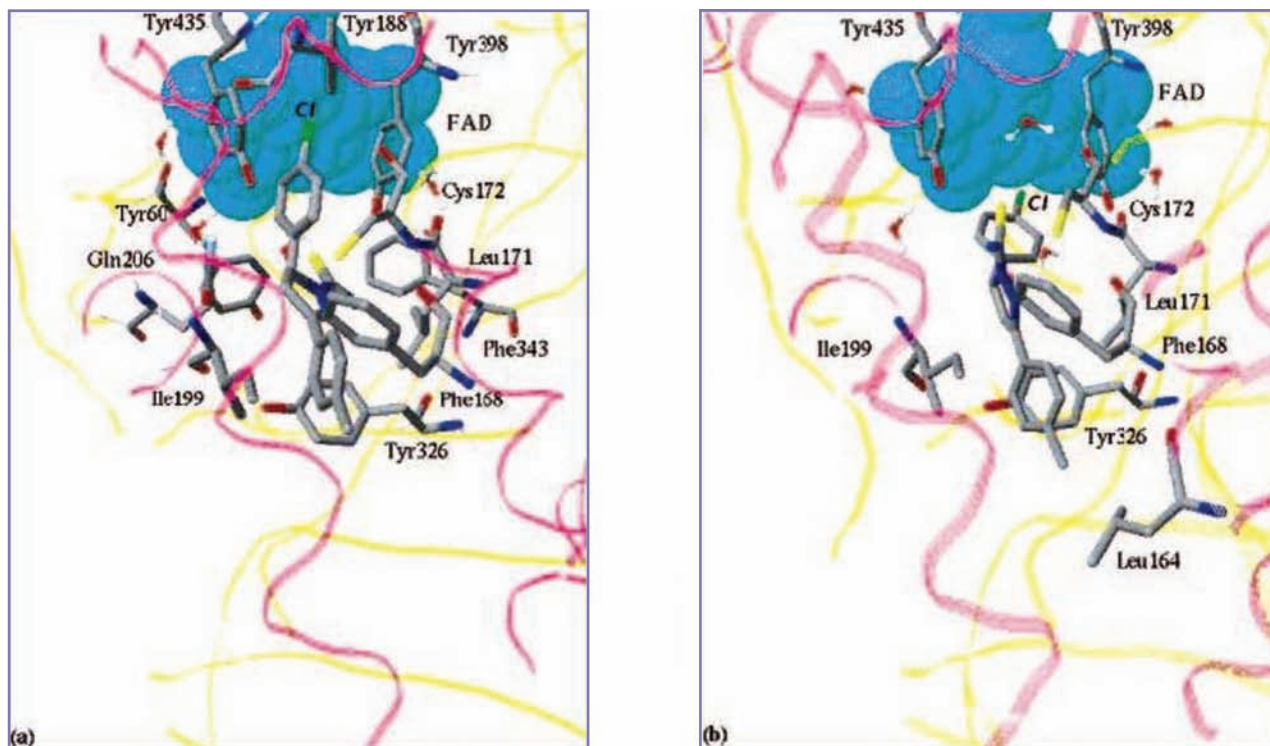 Tyr435
Tyr188
Tyr398
Cl
FAD
Cys172
Tyr60
Gln206
Leu171
Phe343
Ile199
Phe168
Tyr326
(a)
Tyr435
Tyr398
FAD
Cl
Cys172
Leu171
Ile199
Phe168
Tyr326
Leu164
(b)